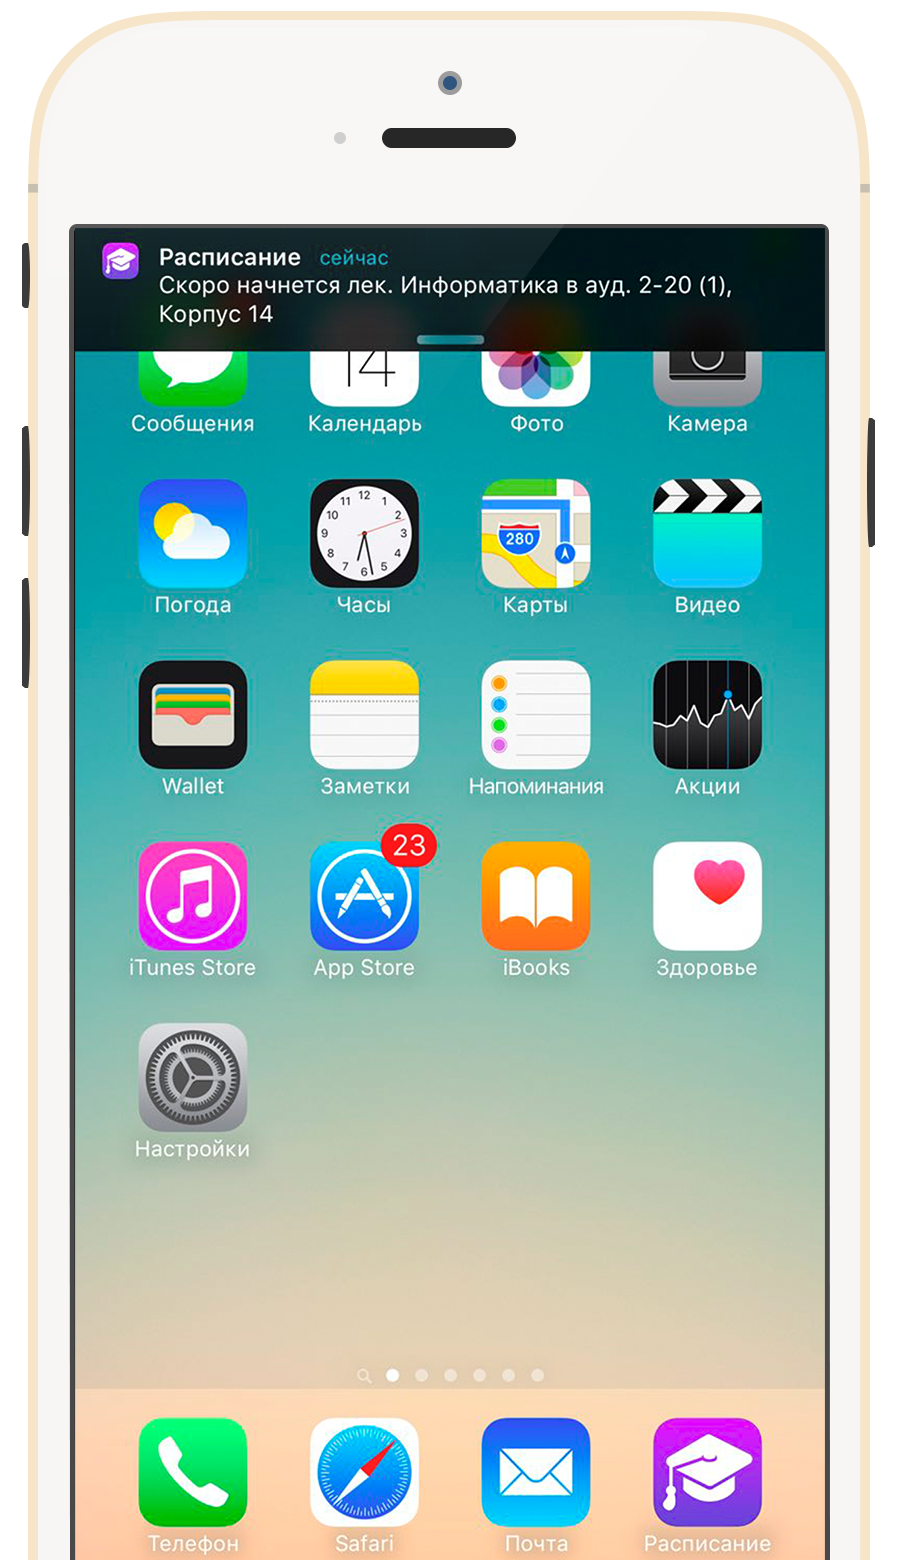 Расписание сейчас
Скоро начнется лек. Информатика в ауд. 2-20 (1),
Корпус 14
14
Сообщения Календарь Фото Камера
12
11 1
10 2
9 3
8 4
7 5
6
280
Погода Часы Карты Видео
Wallet Заметки Напоминания Акции
23
iTunes Store App Store iBooks Здоровье
Настройки
Телефон Safari Почта Расписание